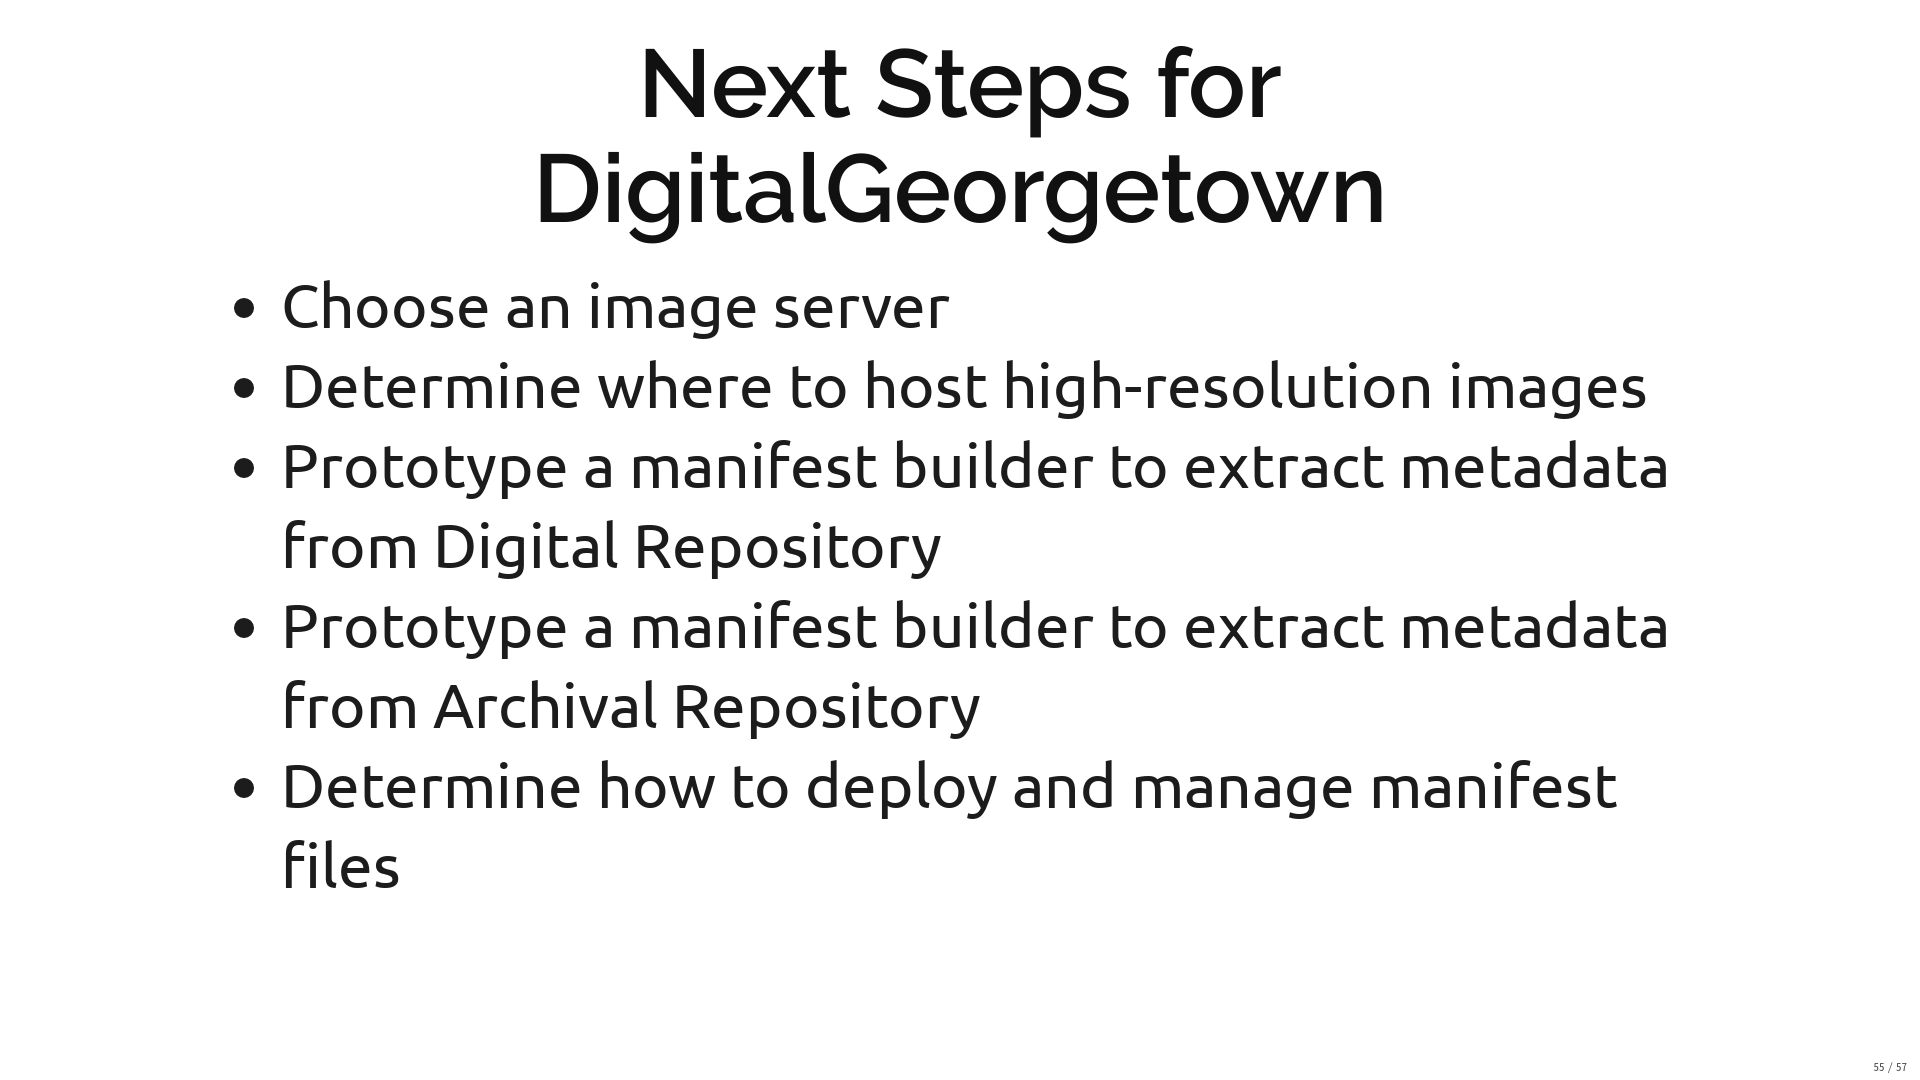 Next Steps for
DigitalGeorgetown
• Choose an image server
• Determine where to host high-resolution images
• Prototype a manifest builder to extract metadata
from Digital Repository
• Prototype a manifest builder to extract metadata
from Archival Repository
• Determine how to deploy and manage manifest
files
55 / 57